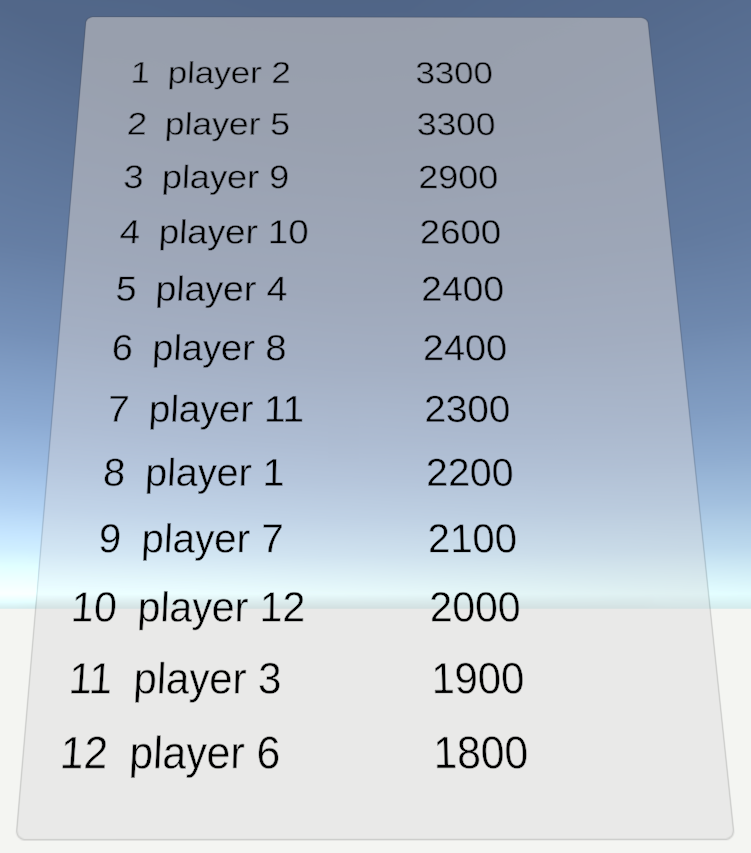 1 player 2 3300
2 player 5 3300
3 player 9 2900
4 player 10 2600
5 player 4 2400
6 player 8 2400
7 player 11 2300
8 player 1 2200
9 player 7 2100
10 player 12 2000
11 player 3 1900
12 player 6 1800